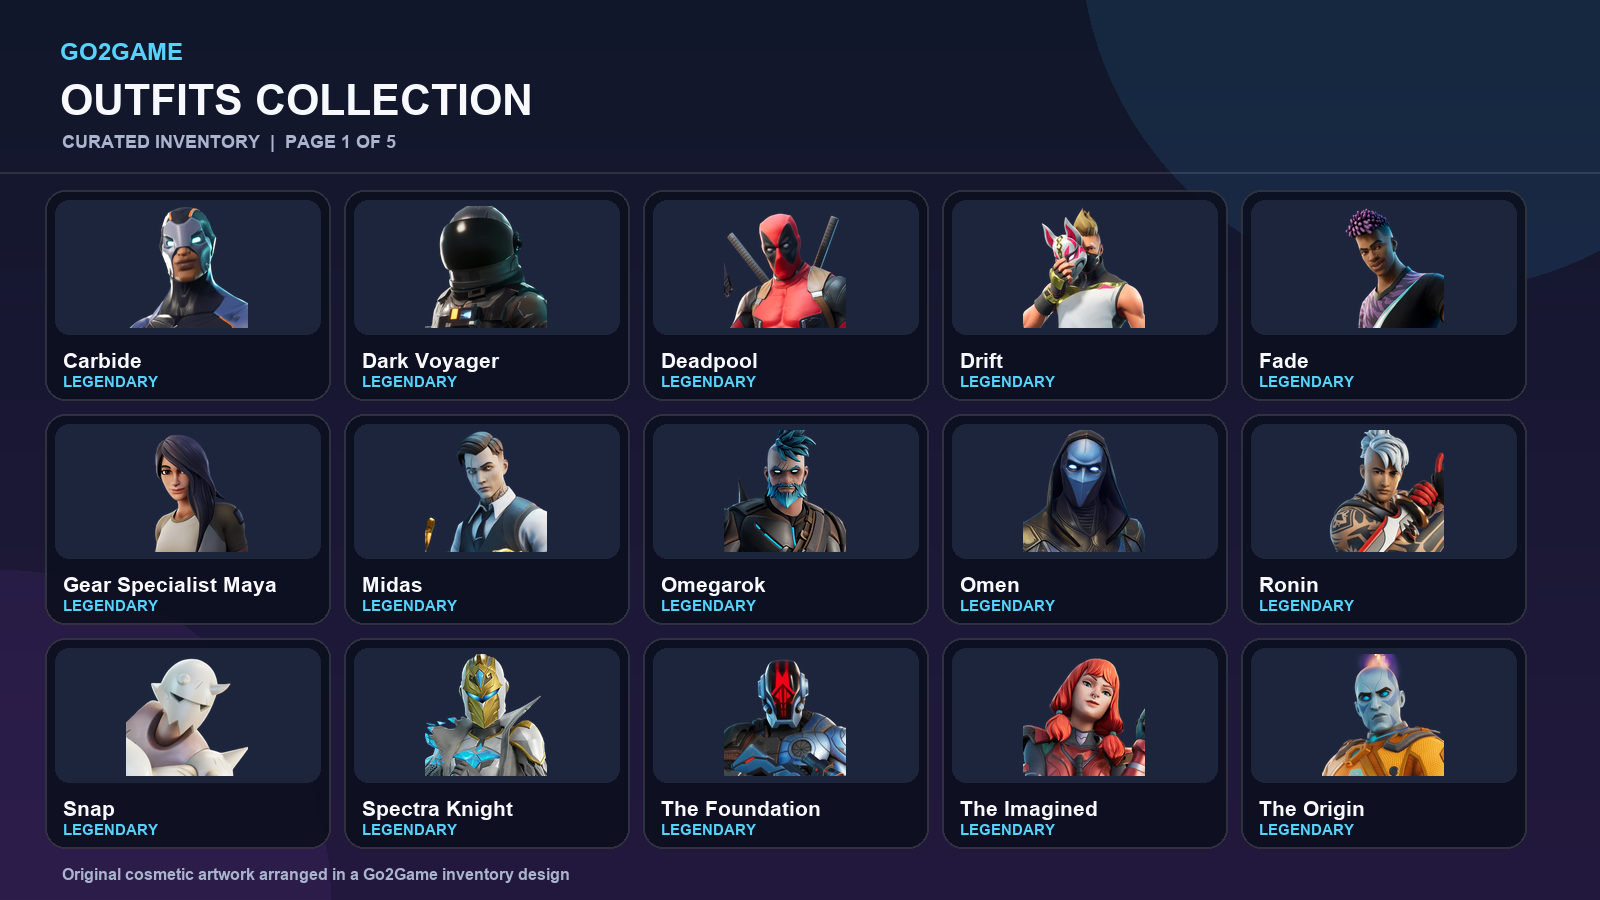 GO2GAME
OUTFITS COLLECTION
CURATED INVENTORY | PAGE 1 OF 5
Carbide
LEGENDARY
Dark Voyager
LEGENDARY
Deadpool
LEGENDARY
Drift
LEGENDARY
Fade
LEGENDARY
Gear Specialist Maya
LEGENDARY
Midas
LEGENDARY
Omegarok
LEGENDARY
Omen
LEGENDARY
Ronin
LEGENDARY
Snap
LEGENDARY
Spectra Knight
LEGENDARY
The Foundation
LEGENDARY
The Imagined
LEGENDARY
The Origin
LEGENDARY
Original cosmetic artwork arranged in a Go2Game inventory design